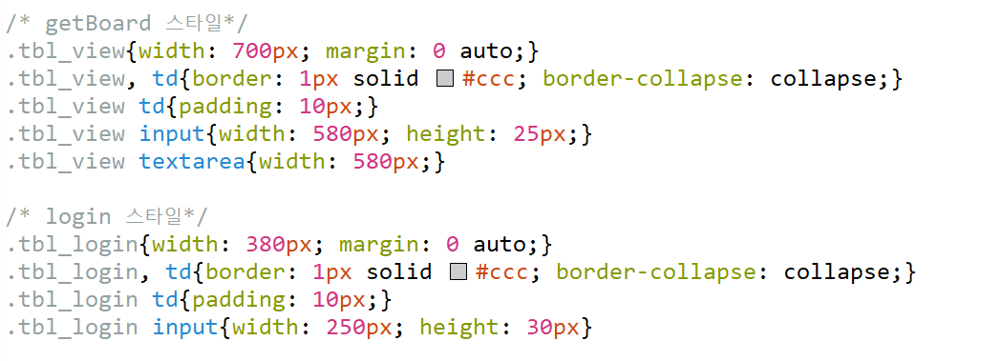 /* getBoard 스타일*/
.tbl_view{width: 700px; margin: 0 auto;}
.tbl_view, td{border: 1px solid #ccc; border-collapse: collapse;}
.tbl_view td{padding: 10px;}
.tbl_view input{width: 580px; height: 25px;}
.tbl_view textarea{width: 580px;}
/* login 스타일*/
.tbl_login{width: 380px; margin: 0 auto;}
.tbl_login, td{border: 1px solid #ccc; border-collapse: collapse;}
.tbl_login td{padding: 10px;}
.tbl_login input{width: 250px; height: 30px}